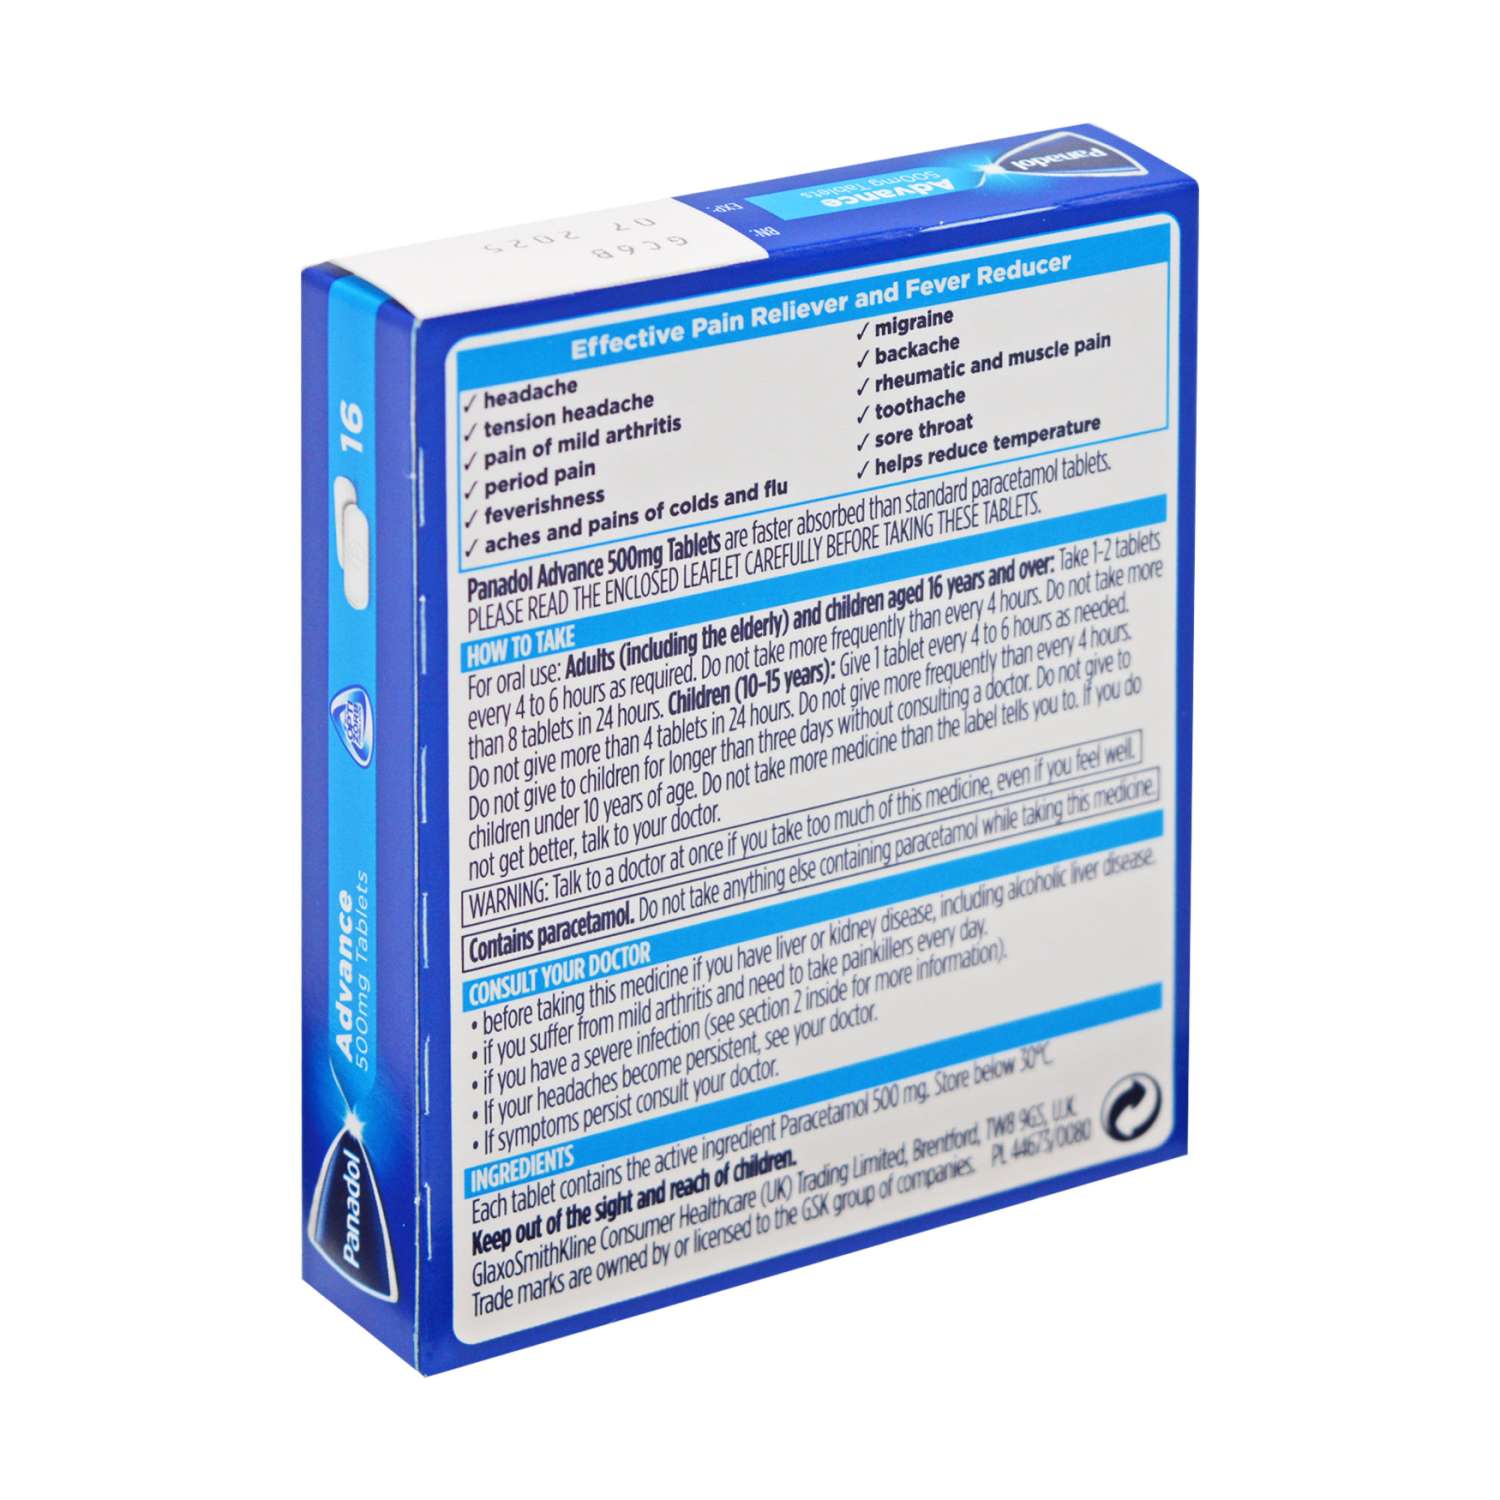 Panadol
Advance
500mg Tablets
BN:
EXP:
GC6B
07 2025
16
OPTI
ZORB
Advance
500mg Tablets
Panadol
Effective Pain Reliever and Fever Reducer
✓ headache
✓ tension headache
✓ pain of mild arthritis
✓ period pain
✓ feverishness
✓ aches and pains of colds and flu
✓ migraine
✓ backache
✓ rheumatic and muscle pain
✓ toothache
✓ sore throat
✓ helps reduce temperature
Panadol Advance 500mg Tablets are faster absorbed than standard paracetamol tablets.
PLEASE READ THE ENCLOSED LEAFLET CAREFULLY BEFORE TAKING THESE TABLETS.
HOW TO TAKE
For oral use: Adults (including the elderly) and children aged 16 years and over: Take 1-2 tablets
every 4 to 6 hours as required. Do not take more frequently than every 4 hours. Do not take more
than 8 tablets in 24 hours. Children (10-15 years): Give 1 tablet every 4 to 6 hours as needed.
Do not give more than 4 tablets in 24 hours. Do not give more frequently than every 4 hours.
Do not give to children for longer than three days without consulting a doctor. Do not give to
children under 10 years of age. Do not take more medicine than the label tells you to. If you do
not get better, talk to your doctor.
WARNING: Talk to a doctor at once if you take too much of this medicine, even if you feel well.
Contains paracetamol. Do not take anything else containing paracetamol while taking this medicine.
CONSULT YOUR DOCTOR
• before taking this medicine if you have liver or kidney disease, including alcoholic liver disease.
• if you suffer from mild arthritis and need to take painkillers every day.
• if you have a severe infection (see section 2 inside for more information).
• If your headaches become persistent, see your doctor.
• If symptoms persist consult your doctor.
INGREDIENTS
Each tablet contains the active ingredient Paracetamol 500 mg. Store below 30°C.
Keep out of the sight and reach of children.
GlaxoSmithKline Consumer Healthcare (UK) Trading Limited, Brentford, TW8 9GS, U.K.
Trade marks are owned by or licensed to the GSK group of companies. PL 44673/0080